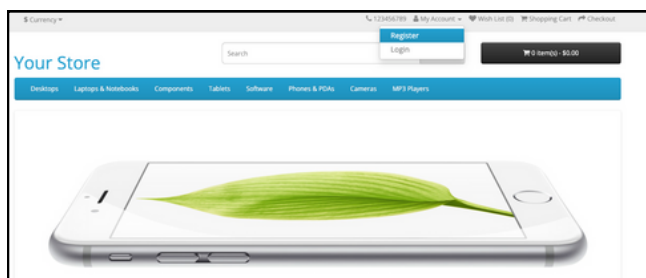 $ Currency 123456789 My Account Wish List (0) Shopping Cart Checkout
Register
Login
Your Store
Search
0 item(s) - $0.00
Desktops Laptops & Notebooks Components Tablets Software Phones & PDAs Cameras MP3 Players